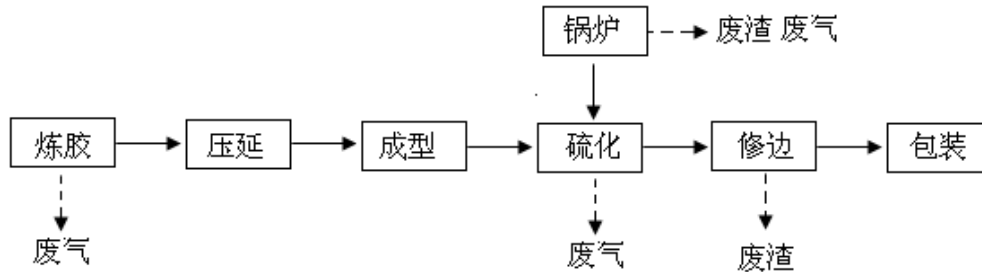 锅炉 废渣 废气
炼胶 压延 成型 硫化 修边 包装
废气 废气 废渣